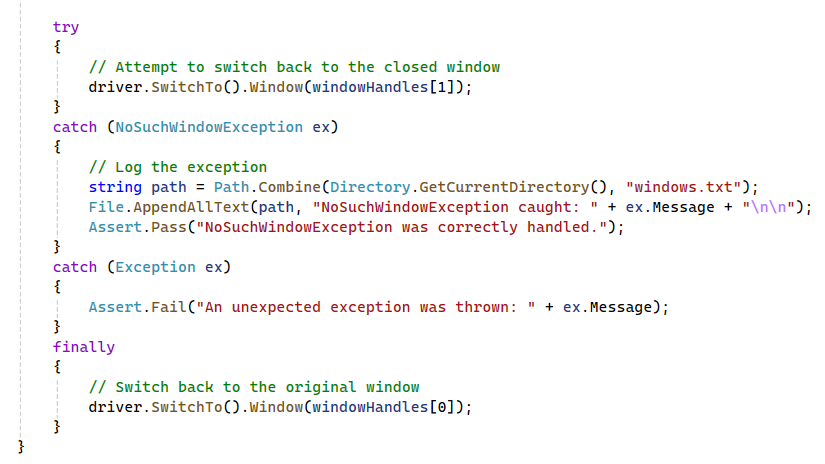 try
{
// Attempt to switch back to the closed window
driver.SwitchTo().Window(windowHandles[1]);
}
catch (NoSuchWindowException ex)
{
// Log the exception
string path = Path.Combine(Directory.GetCurrentDirectory(), "windows.txt");
File.AppendAllText(path, "NoSuchWindowException caught: " + ex.Message + "\n\n");
Assert.Pass("NoSuchWindowException was correctly handled.");
}
catch (Exception ex)
{
Assert.Fail("An unexpected exception was thrown: " + ex.Message);
}
finally
{
// Switch back to the original window
driver.SwitchTo().Window(windowHandles[0]);
}
}